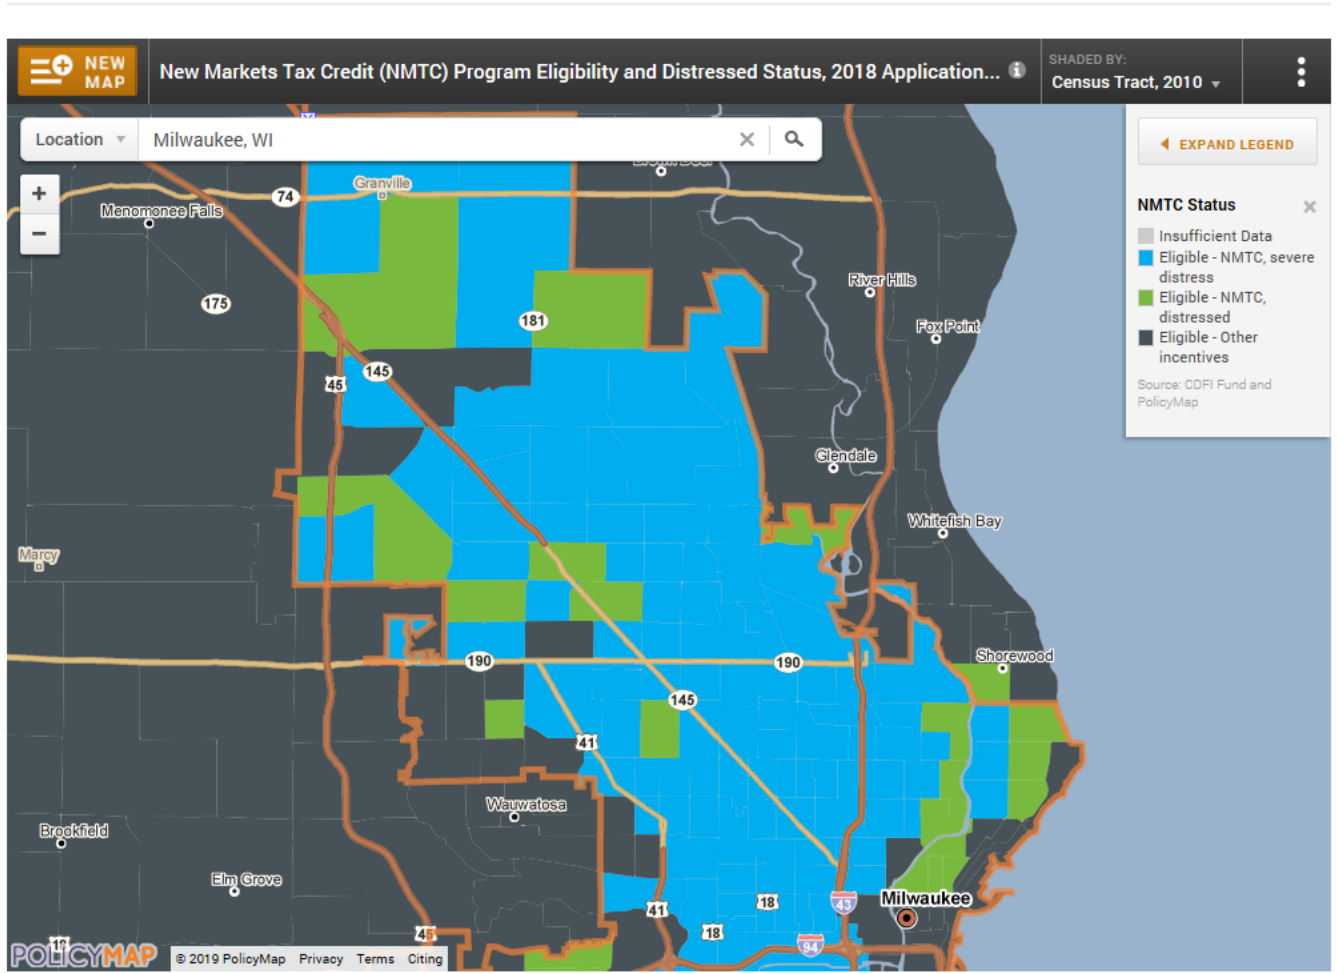 NEW
MAP
New Markets Tax Credit (NMTC) Program Eligibility and Distressed Status, 2018 Application...
SHADED BY:
Census Tract, 2010
Location
Milwaukee, WI
EXPAND LEGEND
NMTC Status
Insufficient Data
Eligible - NMTC, severe
distress
Eligible - NMTC,
distressed
Eligible - Other
incentives
Source: CDFI Fund and
PolicyMap
+
−
Granville
74
Menomonee Falls
River Hills
175
181
Fox Point
145
45
Glendale
Whitefish Bay
Marcy
Shorewood
190
190
145
41
Wauwatosa
Brookfield
Elm Grove
Milwaukee
18
43
41
18
45
94
POLICYMAP
© 2019 PolicyMap Privacy Terms Citing